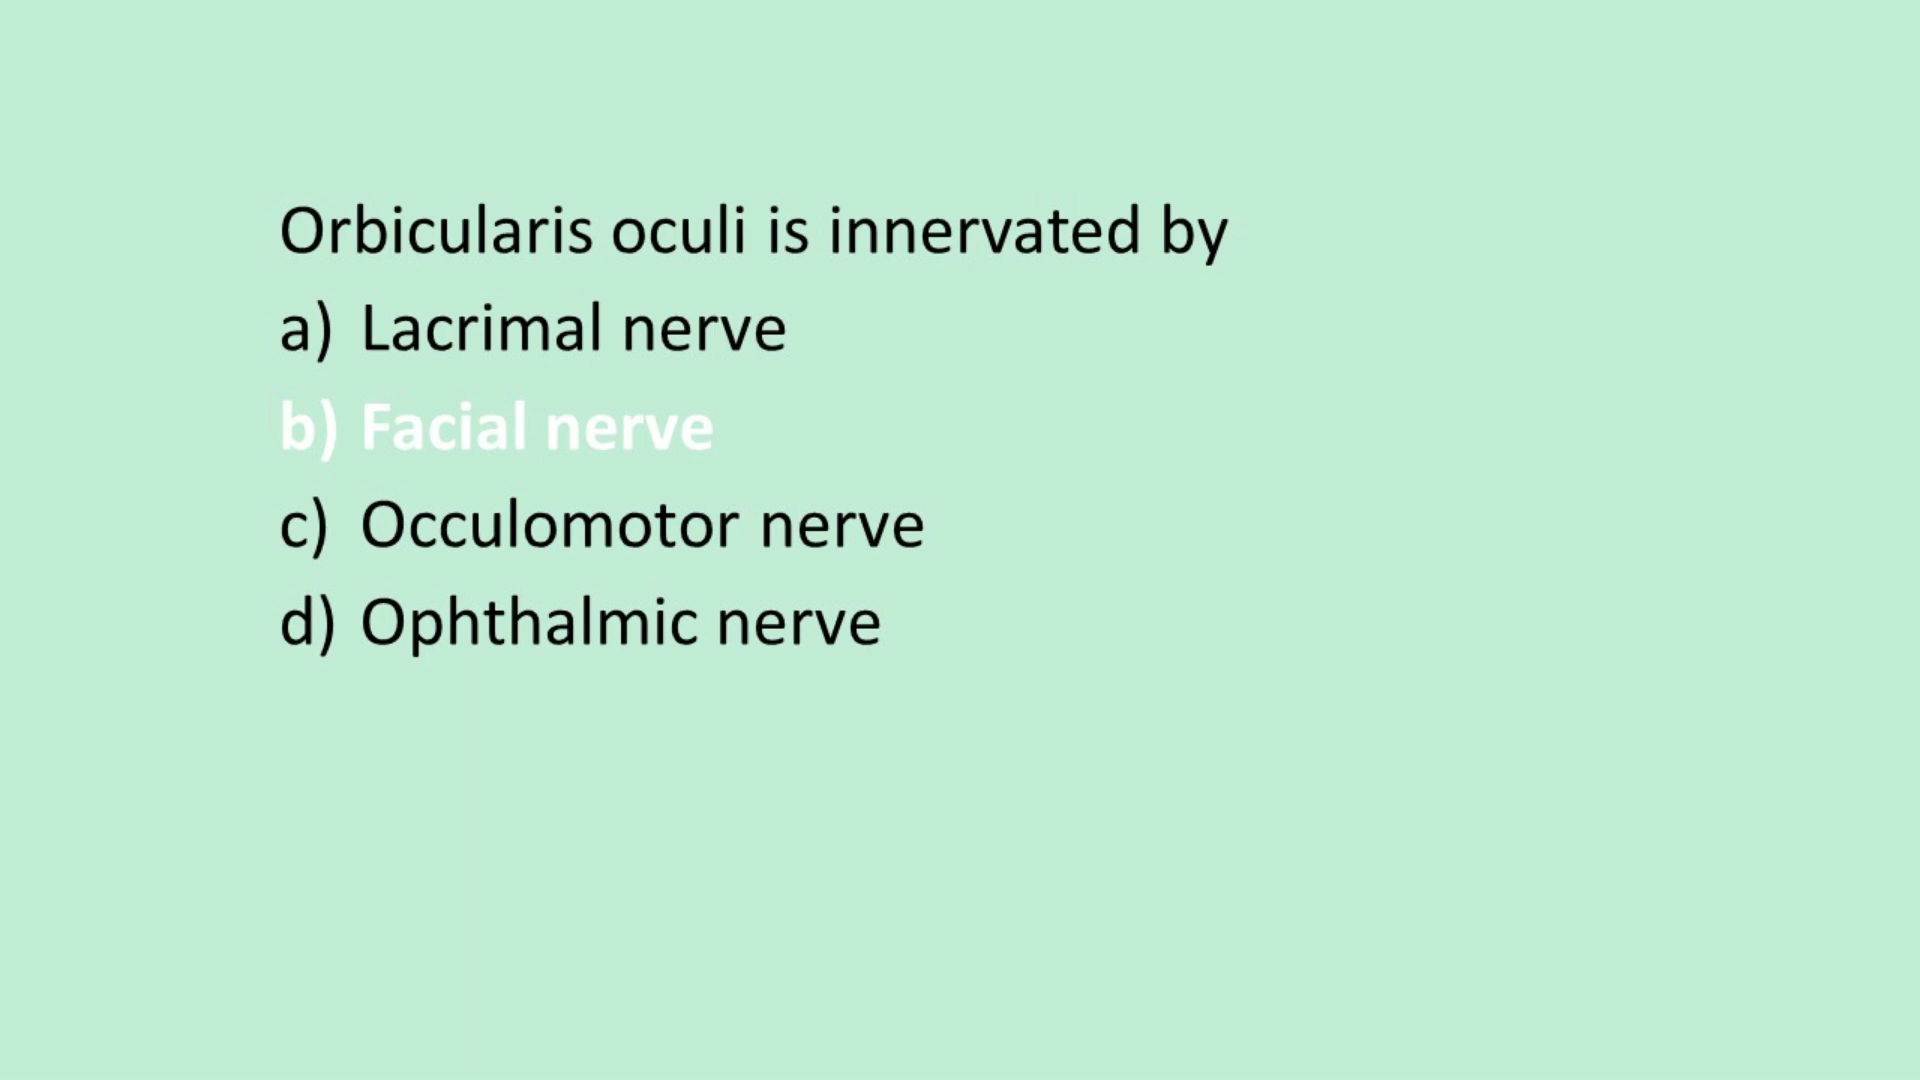 Orbicularis oculi is innervated by
a) Lacrimal nerve
b) Facial nerve
c) Occulomotor nerve
d) Ophthalmic nerve